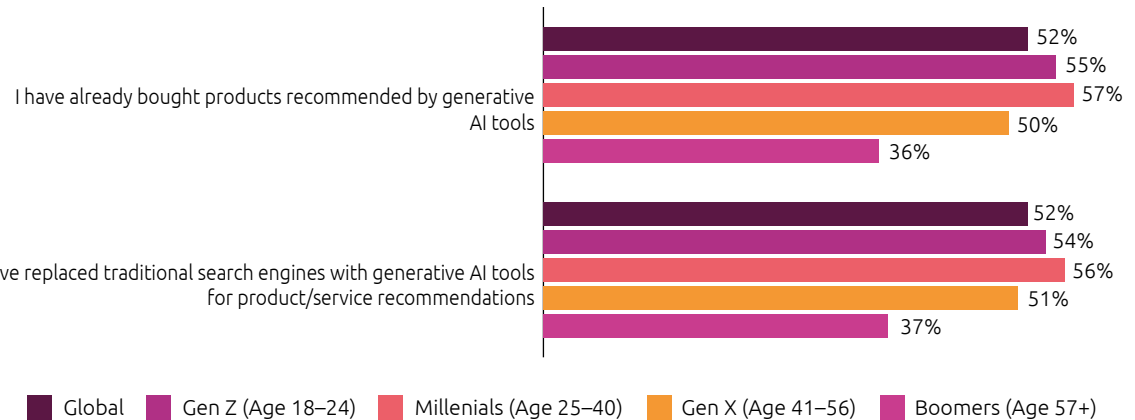 52%
55%
I have already bought products recommended by generative
AI tools
57%
50%
36%
52%
54%
replaced traditional search engines with generative AI tools
for product/service recommendations
56%
51%
37%
Global
Gen Z (Age 18–24)
Millenials (Age 25–40)
Gen X (Age 41–56)
Boomers (Age 57+)